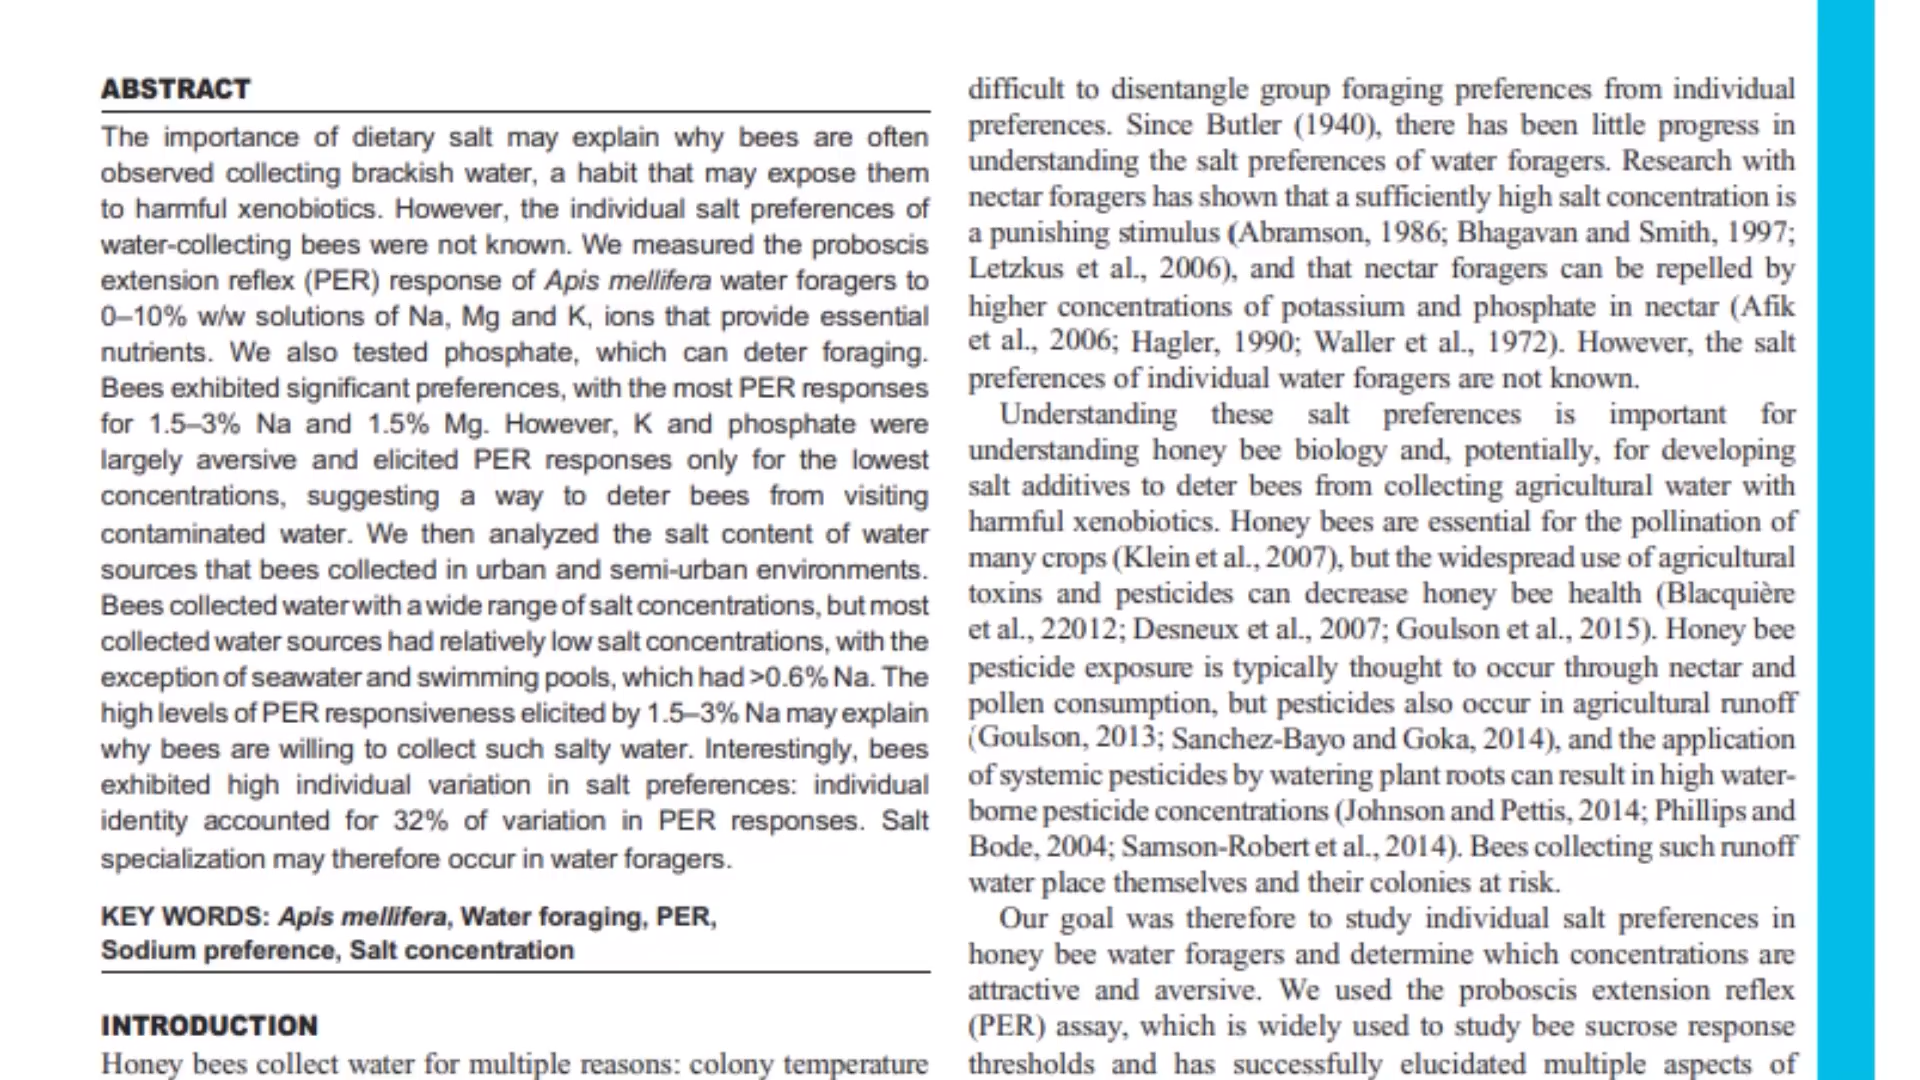 ABSTRACT
The importance of dietary salt may explain why bees are often
observed collecting brackish water, a habit that may expose them
to harmful xenobiotics. However, the individual salt preferences of
water-collecting bees were not known. We measured the proboscis
extension reflex (PER) response of Apis mellifera water foragers to
0–10% w/w solutions of Na, Mg and K, ions that provide essential
nutrients. We also tested phosphate, which can deter foraging.
Bees exhibited significant preferences, with the most PER responses
for 1.5–3% Na and 1.5% Mg. However, K and phosphate were
largely aversive and elicited PER responses only for the lowest
concentrations, suggesting a way to deter bees from visiting
contaminated water. We then analyzed the salt content of water
sources that bees collected in urban and semi-urban environments.
Bees collected water with a wide range of salt concentrations, but most
collected water sources had relatively low salt concentrations, with the
exception of seawater and swimming pools, which had >0.6% Na. The
high levels of PER responsiveness elicited by 1.5–3% Na may explain
why bees are willing to collect such salty water. Interestingly, bees
exhibited high individual variation in salt preferences: individual
identity accounted for 32% of variation in PER responses. Salt
specialization may therefore occur in water foragers.
KEY WORDS: Apis mellifera, Water foraging, PER,
Sodium preference, Salt concentration
INTRODUCTION
Honey bees collect water for multiple reasons: colony temperature
difficult to disentangle group foraging preferences from individual
preferences. Since Butler (1940), there has been little progress in
understanding the salt preferences of water foragers. Research with
nectar foragers has shown that a sufficiently high salt concentration is
a punishing stimulus (Abramson, 1986; Bhagavan and Smith, 1997;
Letzkus et al., 2006), and that nectar foragers can be repelled by
higher concentrations of potassium and phosphate in nectar (Afik
et al., 2006; Hagler, 1990; Waller et al., 1972). However, the salt
preferences of individual water foragers are not known.
Understanding these salt preferences is important for
understanding honey bee biology and, potentially, for developing
salt additives to deter bees from collecting agricultural water with
harmful xenobiotics. Honey bees are essential for the pollination of
many crops (Klein et al., 2007), but the widespread use of agricultural
toxins and pesticides can decrease honey bee health (Blacquière
et al., 22012; Desneux et al., 2007; Goulson et al., 2015). Honey bee
pesticide exposure is typically thought to occur through nectar and
pollen consumption, but pesticides also occur in agricultural runoff
(Goulson, 2013; Sanchez-Bayo and Goka, 2014), and the application
of systemic pesticides by watering plant roots can result in high water-
borne pesticide concentrations (Johnson and Pettis, 2014; Phillips and
Bode, 2004; Samson-Robert et al., 2014). Bees collecting such runoff
water place themselves and their colonies at risk.
Our goal was therefore to study individual salt preferences in
honey bee water foragers and determine which concentrations are
attractive and aversive. We used the proboscis extension reflex
(PER) assay, which is widely used to study bee sucrose response
thresholds and has successfully elucidated multiple aspects of